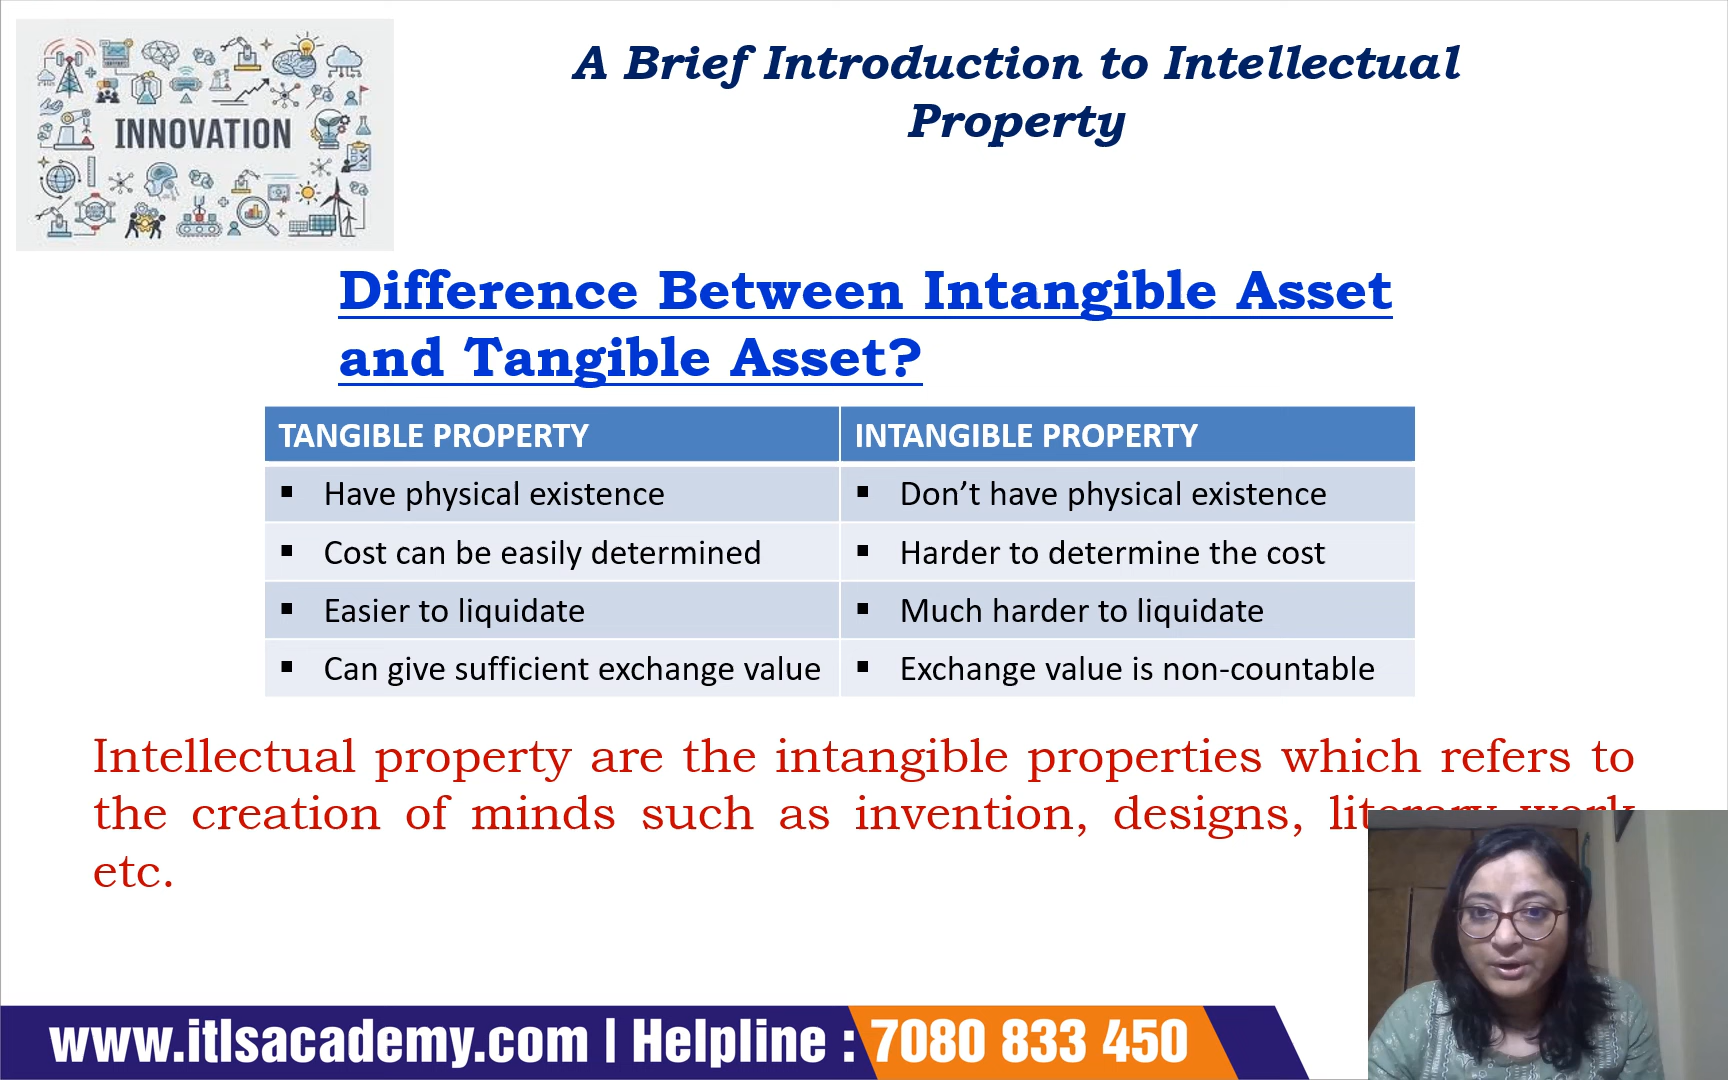 INNOVATION
A Brief Introduction to Intellectual
Property
Difference Between Intangible Asset
and Tangible Asset?
TANGIBLE PROPERTY
INTANGIBLE PROPERTY
▪ Have physical existence
▪ Don’t have physical existence
▪ Cost can be easily determined
▪ Harder to determine the cost
▪ Easier to liquidate
▪ Much harder to liquidate
▪ Can give sufficient exchange value
▪ Exchange value is non-countable
Intellectual property are the intangible properties which refers to
the creation of minds such as invention, designs, literary work
etc.
www.itlsacademy.com | Helpline : 7080 833 450